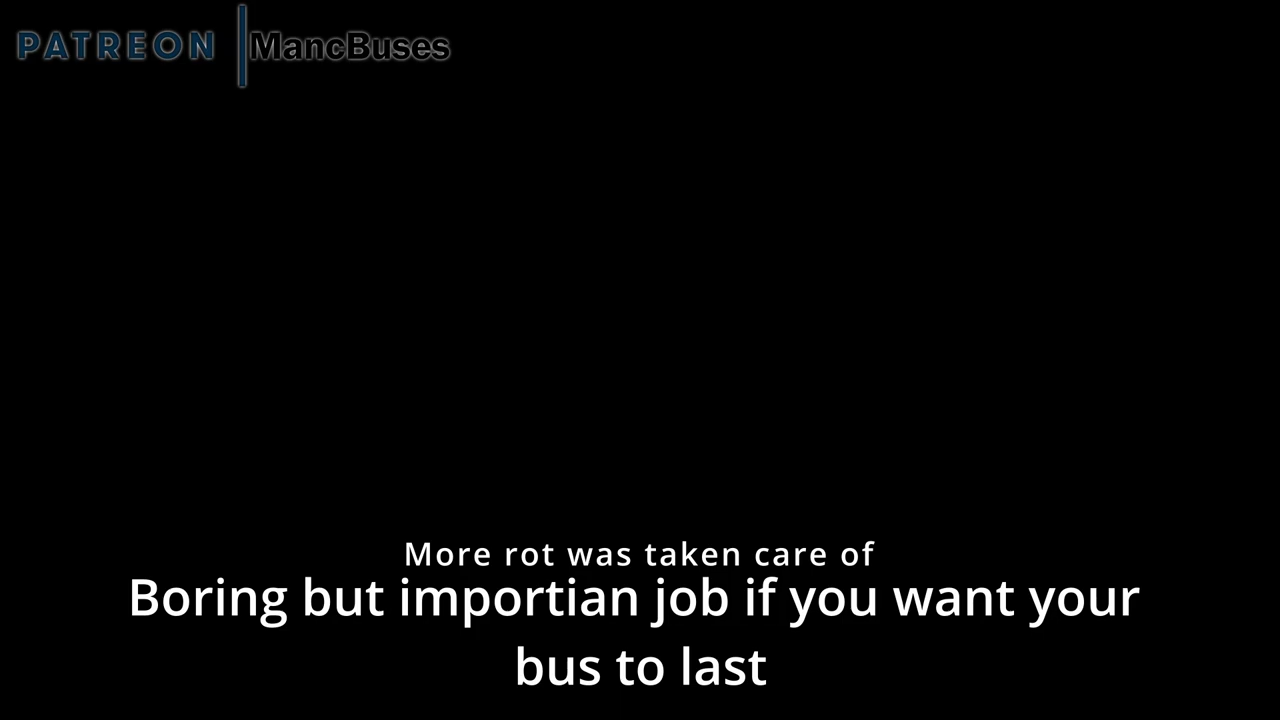 PATREON | MancBuses
More rot was taken care of
Boring but importian job if you want your
bus to last